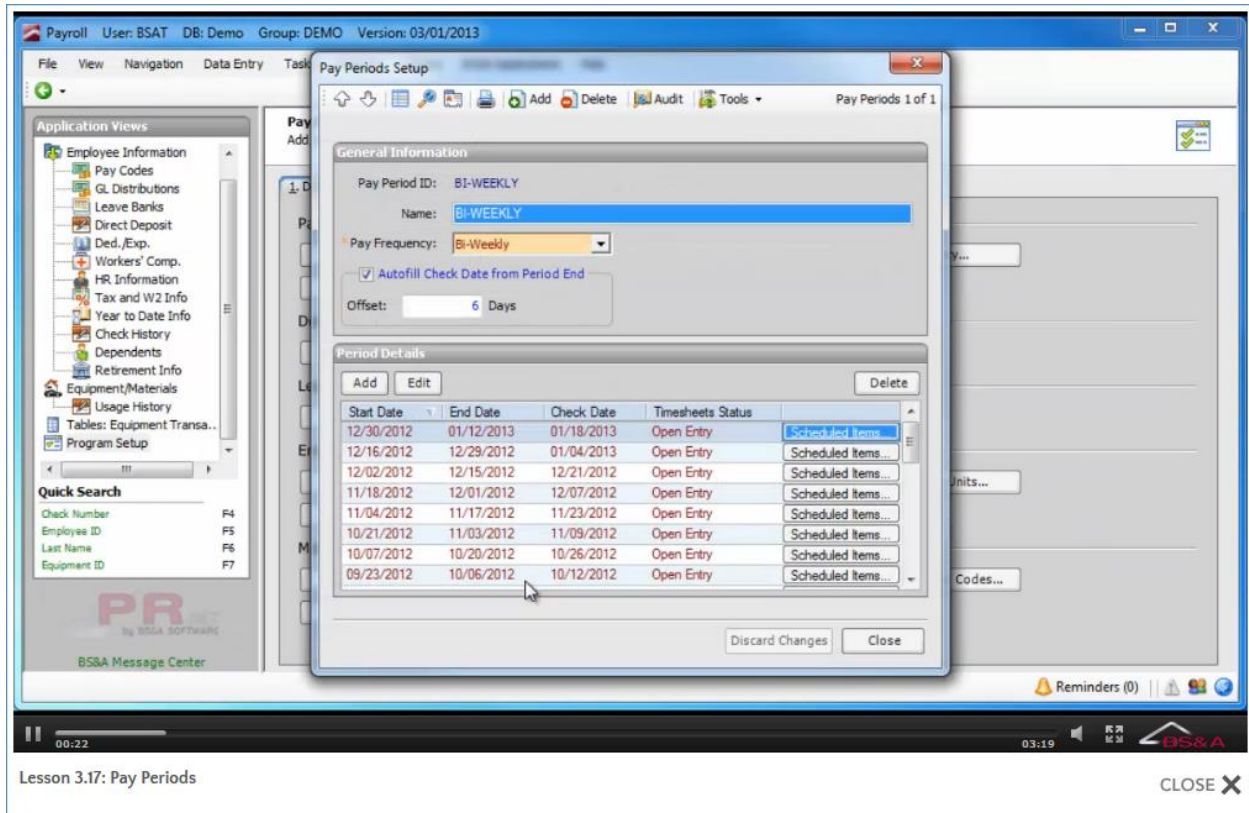 Payroll User: BSAT DB: Demo Group: DEMO Version: 03/01/2013
File View Navigation Data Entry Task
Application Views
Employee Information
Pay Codes
GL Distributions
Leave Banks
Direct Deposit
Ded./Exp.
Workers' Comp.
HR Information
Tax and W2 Info
Year to Date Info
Check History
Dependents
Retirement Info
Equipment/Materials
Usage History
Tables: Equipment Transa..
Program Setup
Quick Search
Check Number F4
Employee ID F5
Last Name F6
Equipment ID F7
PR.NET
by BS&A SOFTWARE
BS&A Message Center
Pay
Add
1. D
Pa
D
Le
E
M
y...
Units...
Codes...
Pay Periods Setup
Add Delete Audit Tools Pay Periods 1 of 1
General Information
Pay Period ID: BI-WEEKLY
Name: BI-WEEKLY
Pay Frequency: Bi-Weekly
Autofill Check Date from Period End
Offset: 6 Days
Period Details
Add Edit Delete
Start Date End Date Check Date Timesheets Status
12/30/2012 01/12/2013 01/18/2013 Open Entry Scheduled Items...
12/16/2012 12/29/2012 01/04/2013 Open Entry Scheduled Items...
12/02/2012 12/15/2012 12/21/2012 Open Entry Scheduled Items...
11/18/2012 12/01/2012 12/07/2012 Open Entry Scheduled Items...
11/04/2012 11/17/2012 11/23/2012 Open Entry Scheduled Items...
10/21/2012 11/03/2012 11/09/2012 Open Entry Scheduled Items...
10/07/2012 10/20/2012 10/26/2012 Open Entry Scheduled Items...
09/23/2012 10/06/2012 10/12/2012 Open Entry Scheduled Items...
Discard Changes Close
Reminders (0)
00:22
03:19
BS&A
Lesson 3.17: Pay Periods
CLOSE